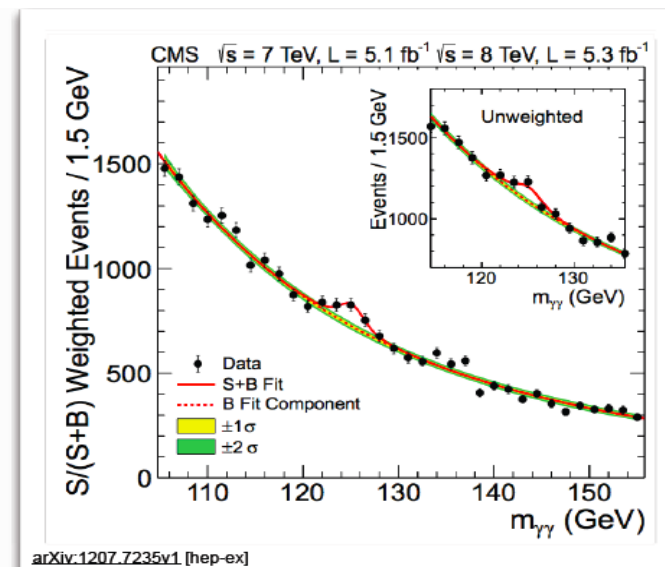 CMS √s = 7 TeV, L = 5.1 fb⁻¹ √s = 8 TeV, L = 5.3 fb⁻¹
S/(S+B) Weighted Events / 1.5 GeV
1500
1000
500
0
Unweighted
Events / 1.5 GeV
1500
1000
120 130
mγγ (GeV)
Data
S+B Fit
B Fit Component
±1 σ
±2 σ
110 120 130 140 150
mγγ (GeV)
arXiv:1207.7235v1 [hep-ex]